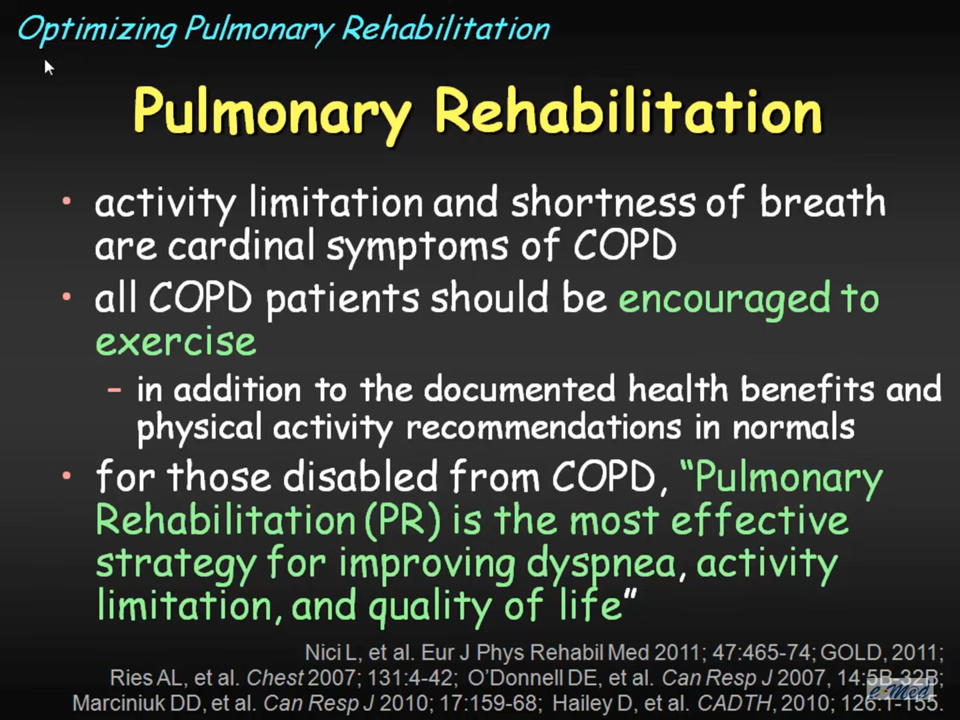 Optimizing Pulmonary Rehabilitation
Pulmonary Rehabilitation
• activity limitation and shortness of breath
are cardinal symptoms of COPD
• all COPD patients should be encouraged to
exercise
– in addition to the documented health benefits and
physical activity recommendations in normals
• for those disabled from COPD, “Pulmonary
Rehabilitation (PR) is the most effective
strategy for improving dyspnea, activity
limitation, and quality of life”
Nici L, et al. Eur J Phys Rehabil Med 2011; 47:465-74; GOLD, 2011;
Ries AL, et al. Chest 2007; 131:4-42; O’Donnell DE, et al. Can Resp J 2007, 14:5B-32B;
Marciniuk DD, et al. Can Resp J 2010; 17:159-68; Hailey D, et al. CADTH, 2010; 126:1-155.
e-Med